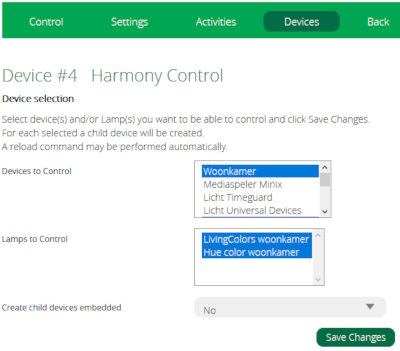 Control Settings Activities Devices Back
Device #4 Harmony Control
Device selection
Select device(s) and/or Lamp(s) you want to be able to control and click Save Changes.
For each selected a child device will be created.
A reload command may be performed automatically.
Devices to Control
Woonkamer
Mediaspeler Minix
Licht Timeguard
Licht Universal Devices
Lamps to Control
LivingColors woonkamer
Hue color woonkamer
Create child devices embedded
No
Save Changes